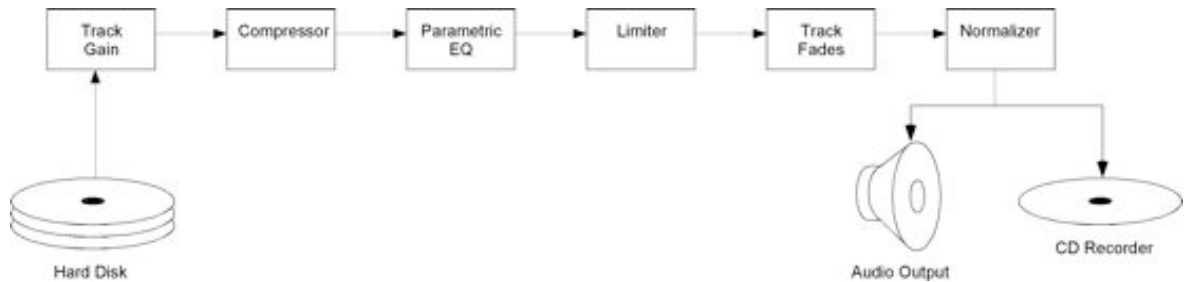 Track
Gain
Compressor
Parametric
EQ
Limiter
Track
Fades
Normalizer
Hard Disk
Audio Output
CD Recorder